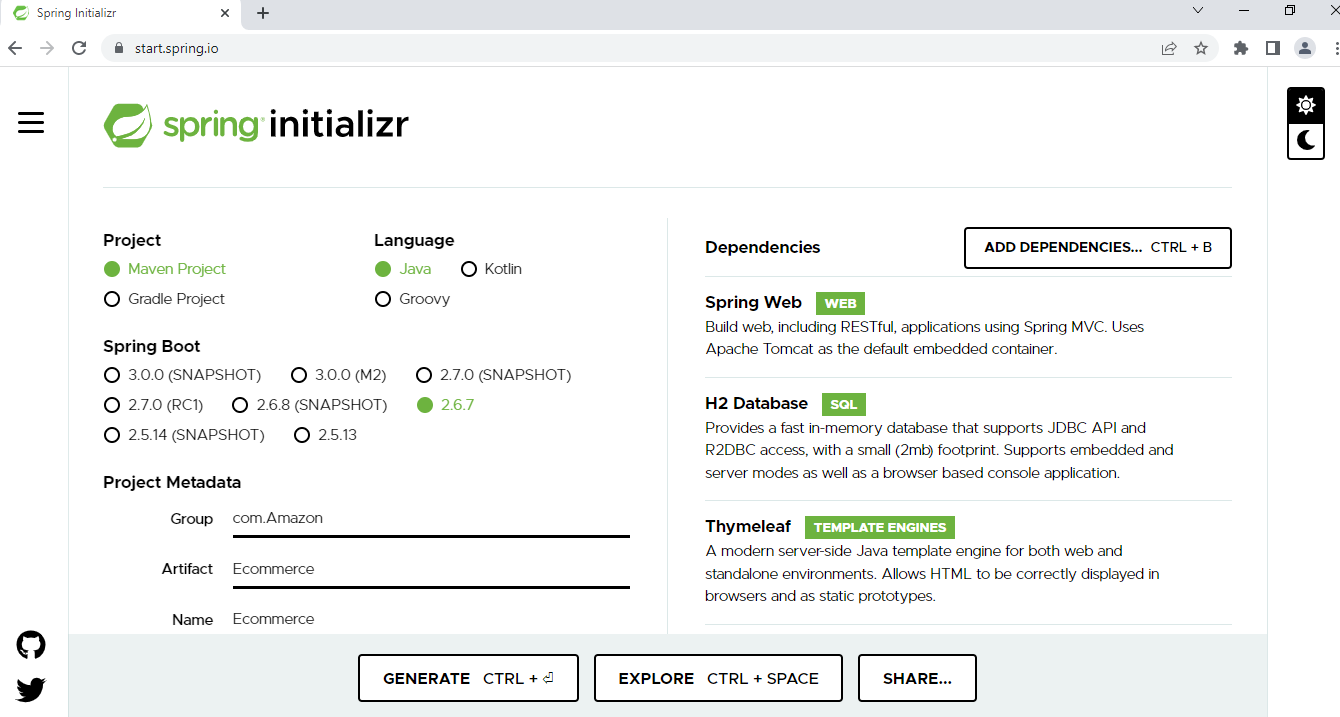 Spring Initializr
start.spring.io
spring initializr
Project
Maven Project
Gradle Project
Language
Java Kotlin
Groovy
Spring Boot
3.0.0 (SNAPSHOT) 3.0.0 (M2) 2.7.0 (SNAPSHOT)
2.7.0 (RC1) 2.6.8 (SNAPSHOT) 2.6.7
2.5.14 (SNAPSHOT) 2.5.13
Project Metadata
Group com.Amazon
Artifact Ecommerce
Name Ecommerce
Dependencies
ADD DEPENDENCIES... CTRL + B
Spring Web WEB
Build web, including RESTful, applications using Spring MVC. Uses
Apache Tomcat as the default embedded container.
H2 Database SQL
Provides a fast in-memory database that supports JDBC API and
R2DBC access, with a small (2mb) footprint. Supports embedded and
server modes as well as a browser based console application.
Thymeleaf TEMPLATE ENGINES
A modern server-side Java template engine for both web and
standalone environments. Allows HTML to be correctly displayed in
browsers and as static prototypes.
GENERATE CTRL + ⏎
EXPLORE CTRL + SPACE
SHARE...